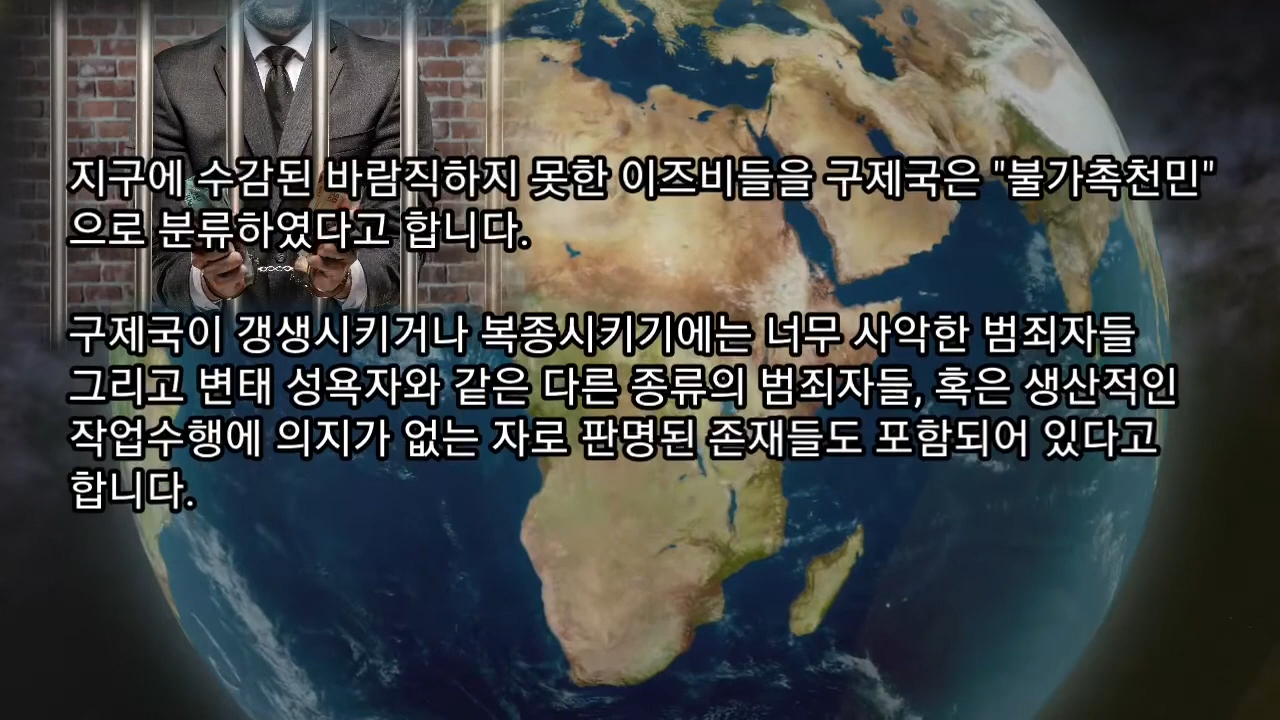 지구에 수감된 바람직하지 못한 이즈비들을 구제국은 "불가촉천민"
으로 분류하였다고 합니다.
구제국이 갱생시키거나 복종시키기에는 너무 사악한 범죄자들
그리고 변태 성욕자와 같은 다른 종류의 범죄자들, 혹은 생산적인
작업수행에 의지가 없는 자로 판명된 존재들도 포함되어 있다고
합니다.